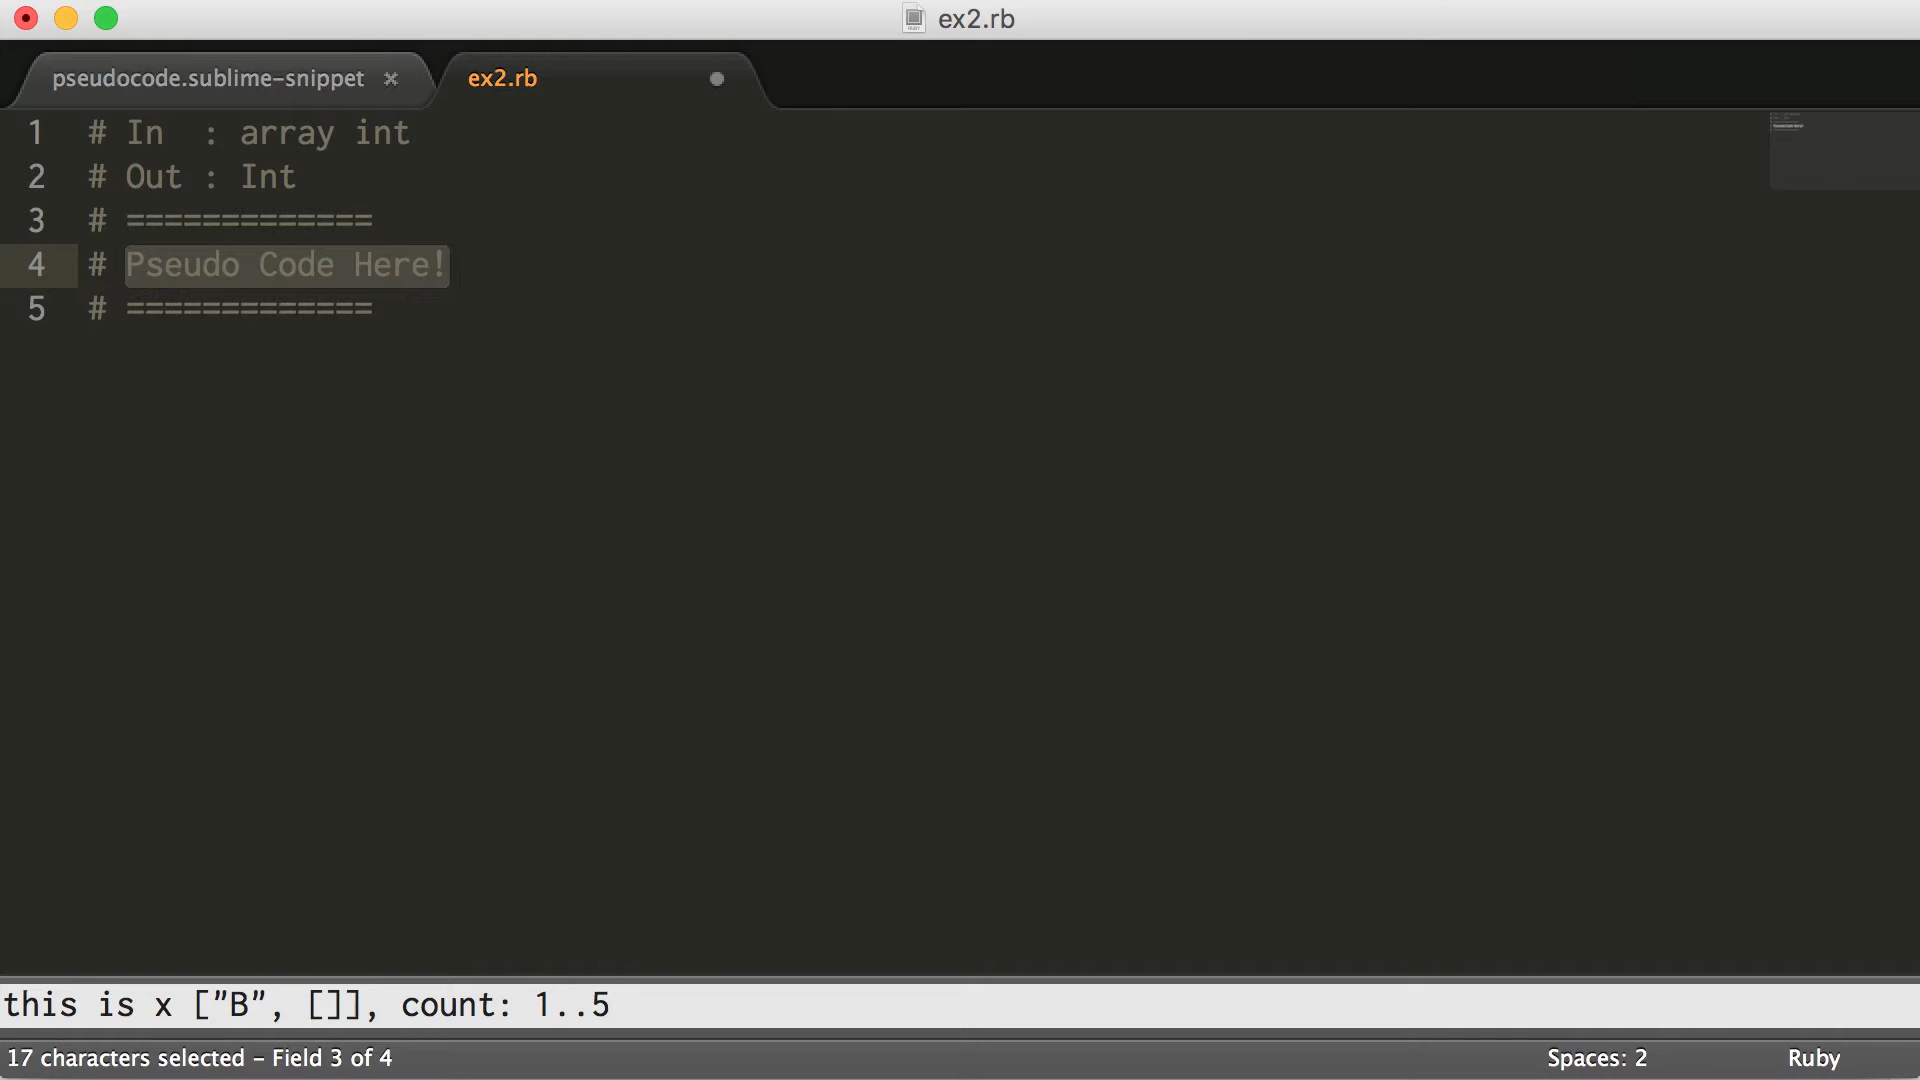 ex2.rb
pseudocode.sublime-snippet ×
ex2.rb
1 # In  : array int
2 # Out : Int
3 # =============
4 # Pseudo Code Here!
5 # =============
this is x ["B", []], count: 1..5
17 characters selected – Field 3 of 4
Spaces: 2
Ruby